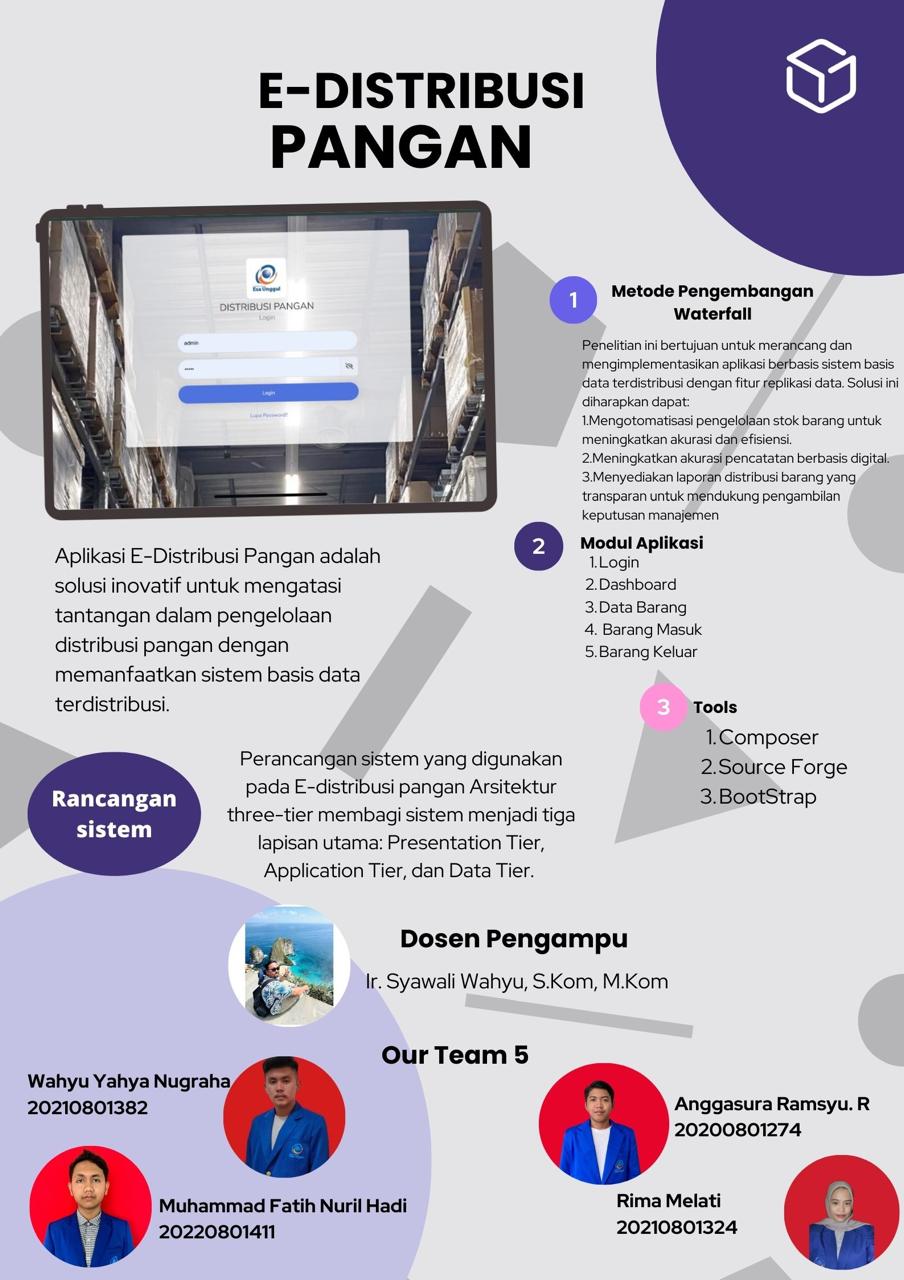 E-DISTRIBUSI
PANGAN
Esa Unggul
DISTRIBUSI PANGAN
Login
admin
•••••
Login
Lupa Password?
1
Metode Pengembangan
Waterfall
Penelitian ini bertujuan untuk merancang dan
mengimplementasikan aplikasi berbasis sistem basis
data terdistribusi dengan fitur replikasi data. Solusi ini
diharapkan dapat:
1.Mengotomatisasi pengelolaan stok barang untuk
meningkatkan akurasi dan efisiensi.
2.Meningkatkan akurasi pencatatan berbasis digital.
3.Menyediakan laporan distribusi barang yang
transparan untuk mendukung pengambilan
keputusan manajemen
2
Modul Aplikasi
1.Login
2.Dashboard
3.Data Barang
4. Barang Masuk
5.Barang Keluar
Aplikasi E-Distribusi Pangan adalah
solusi inovatif untuk mengatasi
tantangan dalam pengelolaan
distribusi pangan dengan
memanfaatkan sistem basis data
terdistribusi.
3
Tools
1.Composer
2.Source Forge
3.BootStrap
Rancangan
sistem
Perancangan sistem yang digunakan
pada E-distribusi pangan Arsitektur
three-tier membagi sistem menjadi tiga
lapisan utama: Presentation Tier,
Application Tier, dan Data Tier.
Dosen Pengampu
Ir. Syawali Wahyu, S.Kom, M.Kom
Our Team 5
Wahyu Yahya Nugraha
20210801382
Anggasura Ramsyu. R
20200801274
Muhammad Fatih Nuril Hadi
20220801411
Rima Melati
20210801324